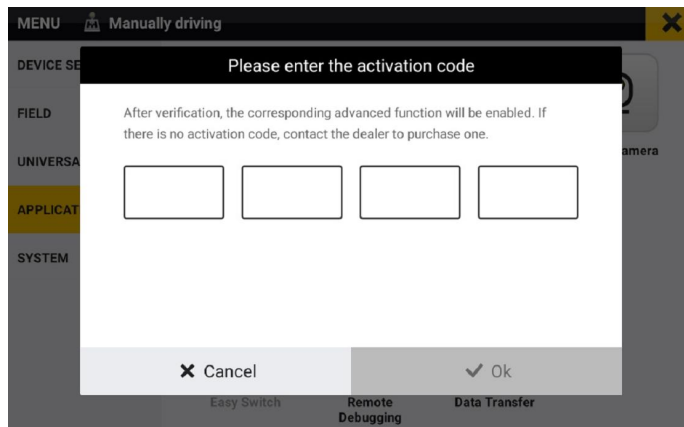 MENU Manually driving
DEVICE SE
Please enter the activation code
FIELD
After verification, the corresponding advanced function will be enabled. If
there is no activation code, contact the dealer to purchase one.
UNIVERSA
amera
APPLICAT
SYSTEM
Cancel
Ok
Easy Switch
Remote
Debugging
Data Transfer